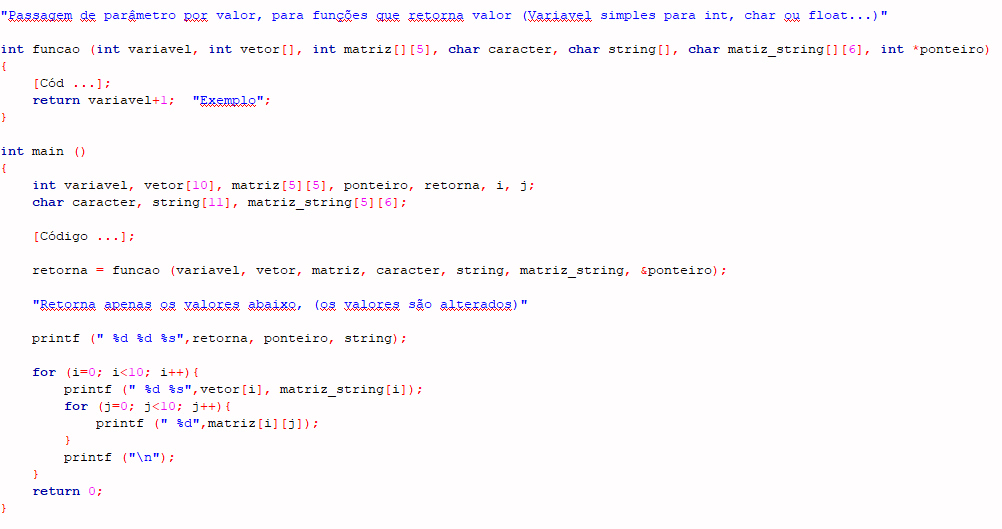 "Passagem de parâmetro por valor, para funções que retorna valor (Variavel simples para int, char ou float...)"
int funcao (int variavel, int vetor[], int matriz[][5], char caracter, char string[], char matiz_string[][6], int *ponteiro)
{
[Cód ...];
return variavel+1; "Exemplo";
}
int main ()
{
int variavel, vetor[10], matriz[5][5], ponteiro, retorna, i, j;
char caracter, string[11], matriz_string[5][6];
[Código ...];
retorna = funcao (variavel, vetor, matriz, caracter, string, matriz_string, &ponteiro);
"Retorna apenas os valores abaixo, (os valores são alterados)"
printf (" %d %d %s",retorna, ponteiro, string);
for (i=0; i<10; i++){
printf (" %d %s",vetor[i], matriz_string[i]);
for (j=0; j<10; j++){
printf (" %d",matriz[i][j]);
}
printf ("\n");
}
return 0;
}